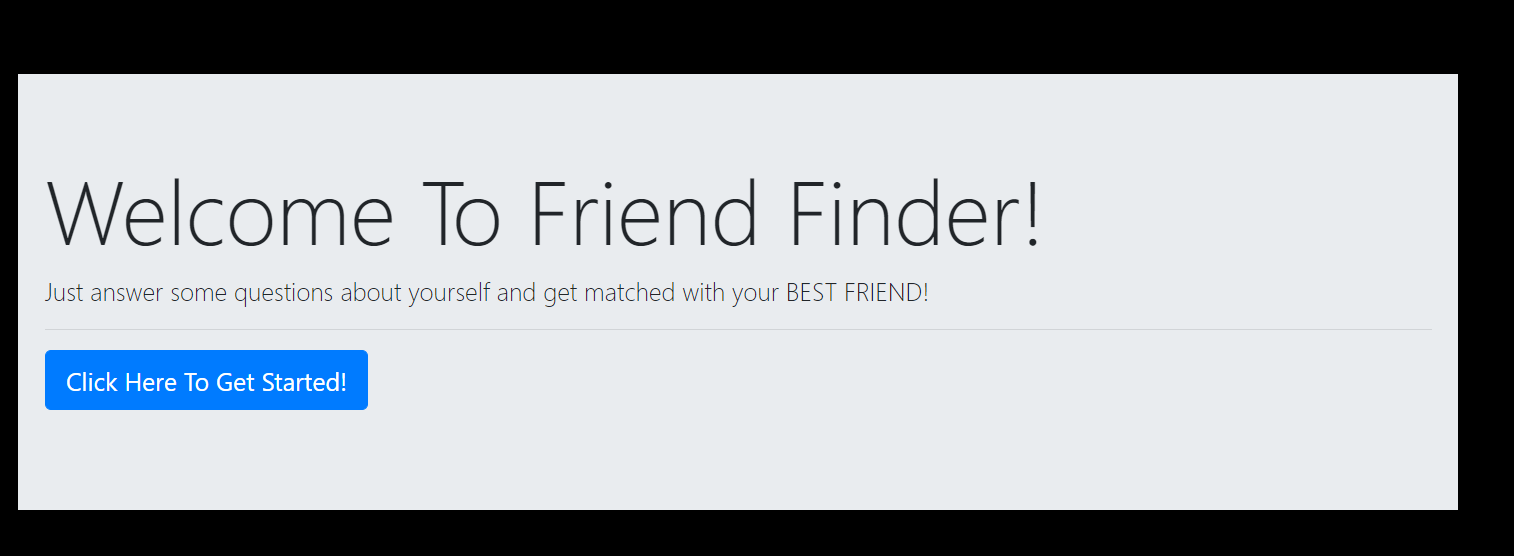 Welcome To Friend Finder!
Just answer some questions about yourself and get matched with your BEST FRIEND!
Click Here To Get Started!